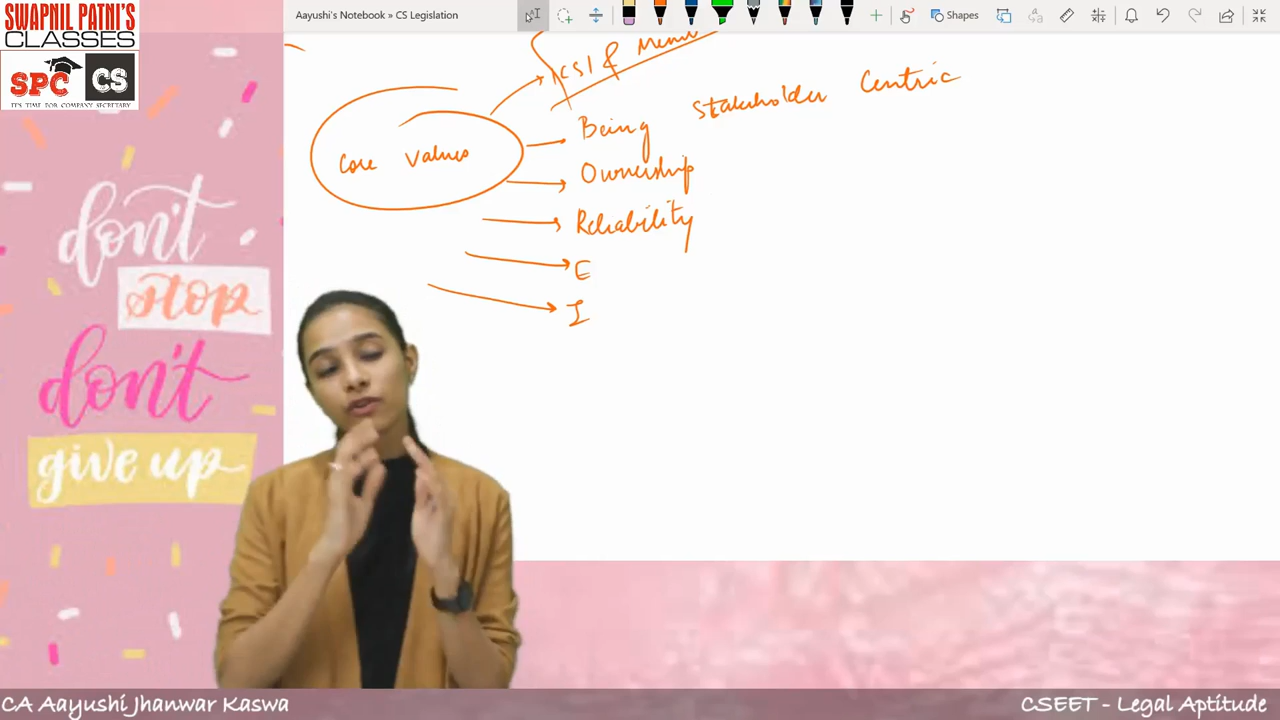 SWAPNIL PATNI'S
CLASSES
SPC CS
IT'S TIME FOR COMPANY SECRETARY
Aayushi's Notebook » CS Legislation
Shapes
Core Values
Being Stakeholder Centric
Ownership
Reliability
E
I
don't
stop
don't
give up
CA Aayushi Jhanwar Kaswa
CSEET - Legal Aptitude